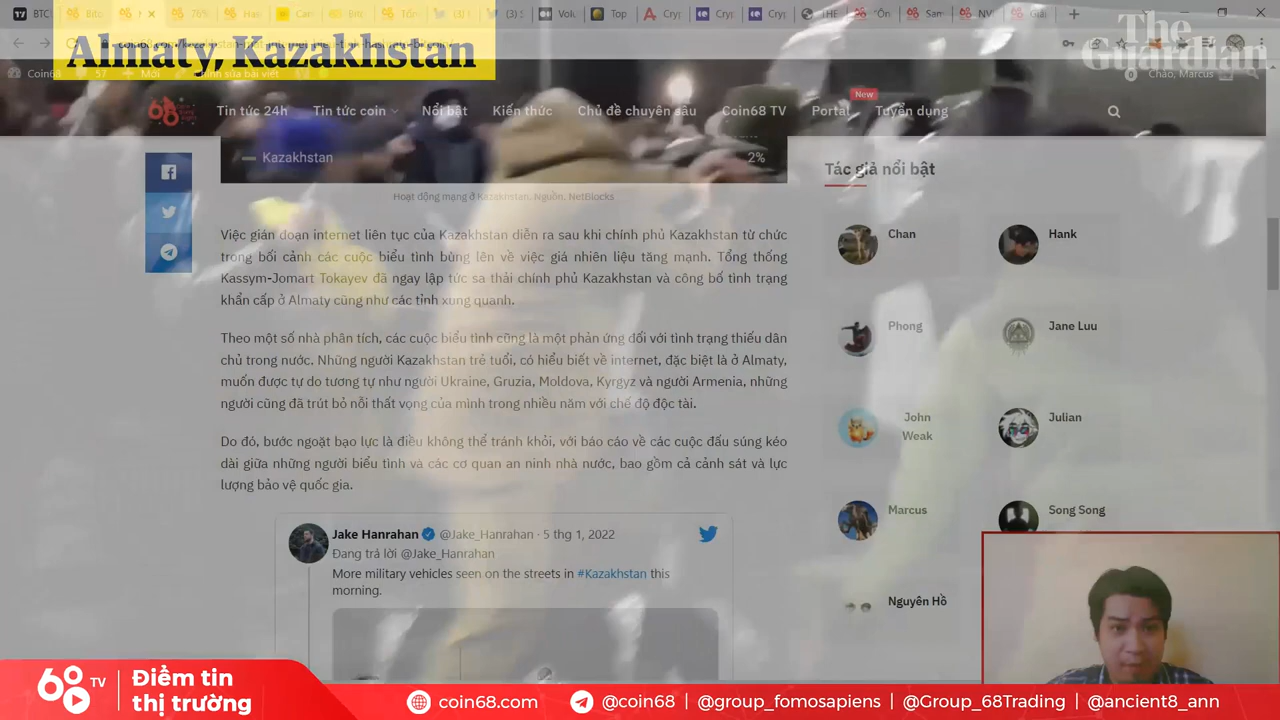 Almaty, Kazakhstan
The Guardian
Coin68
57
Mới
Chỉnh sửa bài viết
Chào, Marcus
Tin tức 24h
Tin tức coin
Nổi bật
Kiến thức
Chủ đề chuyên sâu
Coin68 TV
Portal
New
Tuyển dụng
Kazakhstan
2%
Hoạt động mạng ở Kazakhstan. Nguồn: NetBlocks
Việc gián đoạn internet liên tục của Kazakhstan diễn ra sau khi chính phủ Kazakhstan từ chức
trong bối cảnh các cuộc biểu tình bùng lên về việc giá nhiên liệu tăng mạnh. Tổng thống
Kassym-Jomart Tokayev đã ngay lập tức sa thải chính phủ Kazakhstan và công bố tình trạng
khẩn cấp ở Almaty cũng như các tỉnh xung quanh.
Theo một số nhà phân tích, các cuộc biểu tình cũng là một phản ứng đối với tình trạng thiếu dân
chủ trong nước. Những người Kazakhstan trẻ tuổi, có hiểu biết về internet, đặc biệt là ở Almaty,
muốn được tự do tương tự như người Ukraine, Gruzia, Moldova, Kyrgyz và người Armenia, những
người cũng đã trút bỏ nỗi thất vọng của mình trong nhiều năm với chế độ độc tài.
Do đó, bước ngoặt bạo lực là điều không thể tránh khỏi, với báo cáo về các cuộc đấu súng kéo
dài giữa những người biểu tình và các cơ quan an ninh nhà nước, bao gồm cả cảnh sát và lực
lượng bảo vệ quốc gia.
Jake Hanrahan @Jake_Hanrahan · 5 thg 1, 2022
Đang trả lời @Jake_Hanrahan
More military vehicles seen on the streets in #Kazakhstan this
morning.
Tác giả nổi bật
Chan
Hank
Phong
Jane Luu
John
Weak
Julian
Marcus
Song Song
Nguyên Hồ
68 TV
Điểm tin
thị trường
coin68.com
@coin68 | @group_fomosapiens | @Group_68Trading | @ancient8_ann